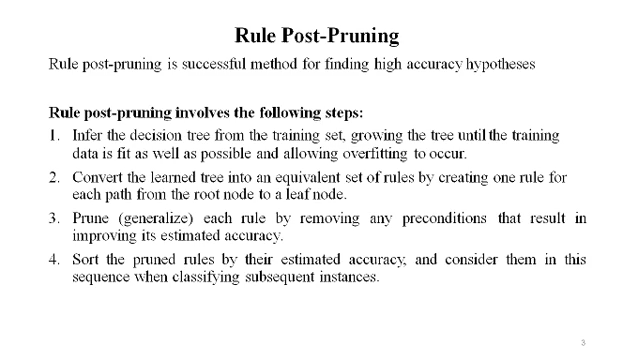 Rule Post-Pruning
Rule post-pruning is successful method for finding high accuracy hypotheses
Rule post-pruning involves the following steps:
1. Infer the decision tree from the training set, growing the tree until the training
data is fit as well as possible and allowing overfitting to occur.
2. Convert the learned tree into an equivalent set of rules by creating one rule for
each path from the root node to a leaf node.
3. Prune (generalize) each rule by removing any preconditions that result in
improving its estimated accuracy.
4. Sort the pruned rules by their estimated accuracy, and consider them in this
sequence when classifying subsequent instances.
3